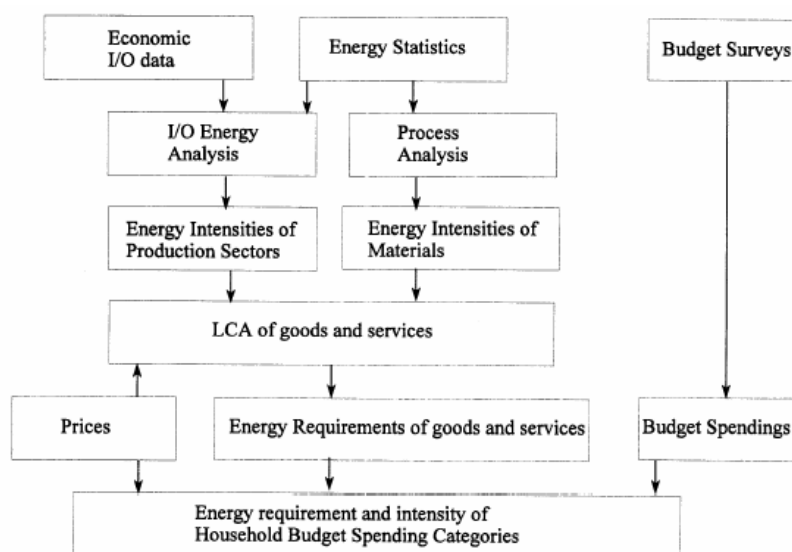 Economic
I/O data
Energy Statistics
Budget Surveys
I/O Energy
Analysis
Process
Analysis
Energy Intensities of
Production Sectors
Energy Intensities of
Materials
LCA of goods and services
Prices
Energy Requirements of goods and services
Budget Spendings
Energy requirement and intensity of
Household Budget Spending Categories